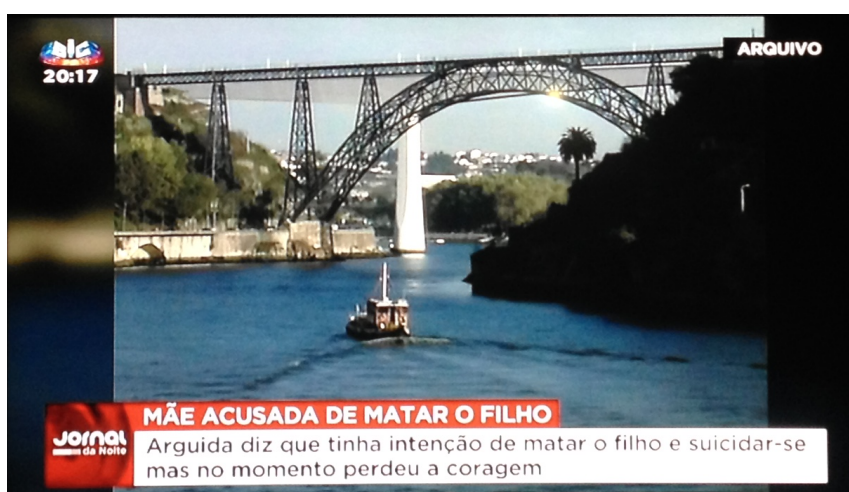 SIC
20:17
ARQUIVO
MÃE ACUSADA DE MATAR O FILHO
Jornal
da Noite
Arguida diz que tinha intenção de matar o filho e suicidar-se
mas no momento perdeu a coragem